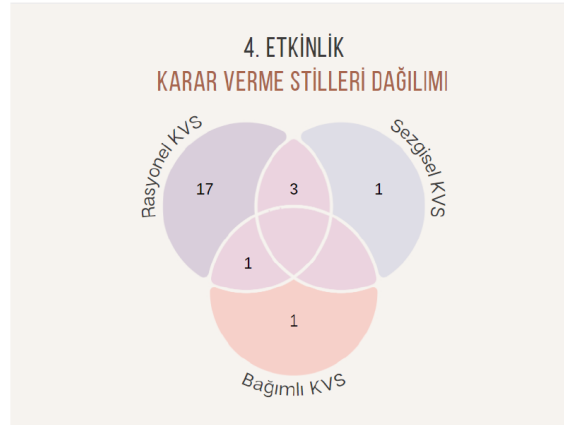 4. ETKİNLİK
KARAR VERME STİLLERİ DAĞILIMI
Rasyonel KVS
Sezgisel KVS
17
3
1
1
1
Bağımlı KVS